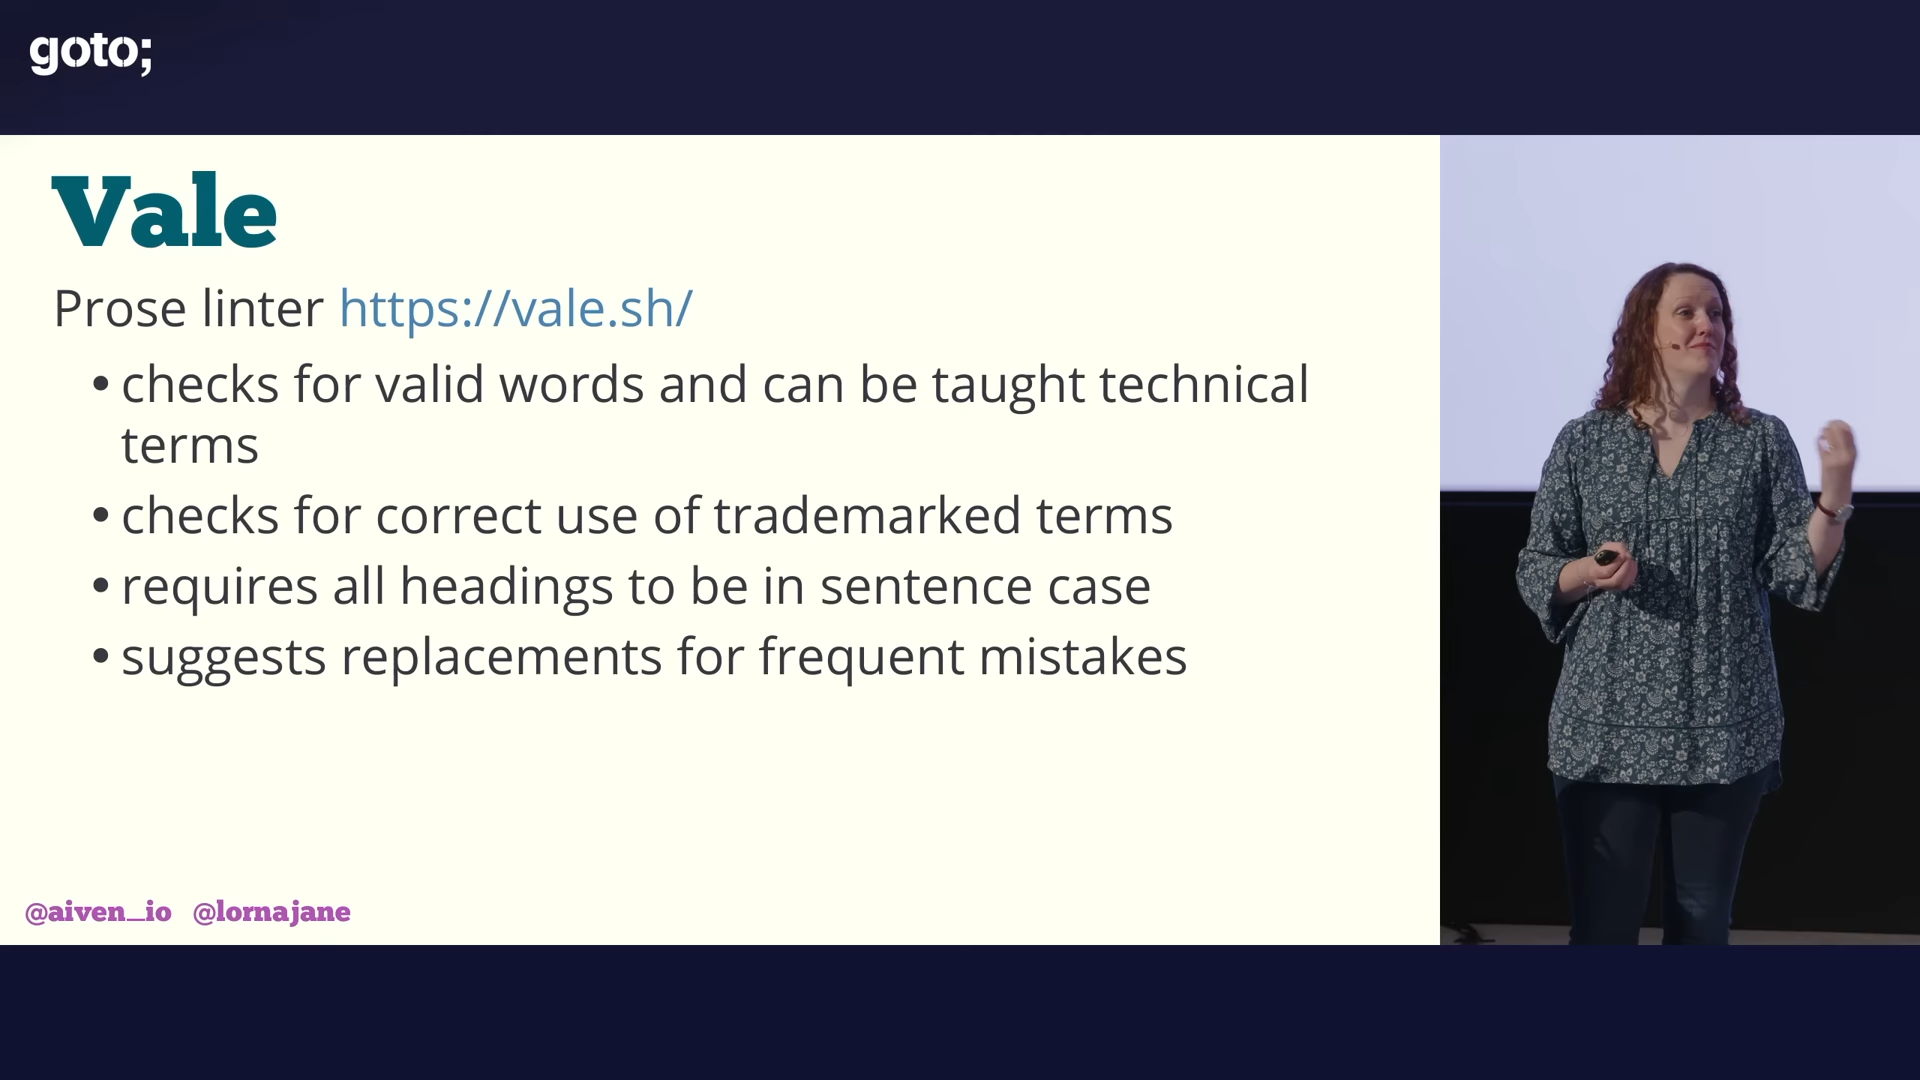 goto;
Vale
Prose linter https://vale.sh/
• checks for valid words and can be taught technical
terms
• checks for correct use of trademarked terms
• requires all headings to be in sentence case
• suggests replacements for frequent mistakes
@aiven_io @lornajane